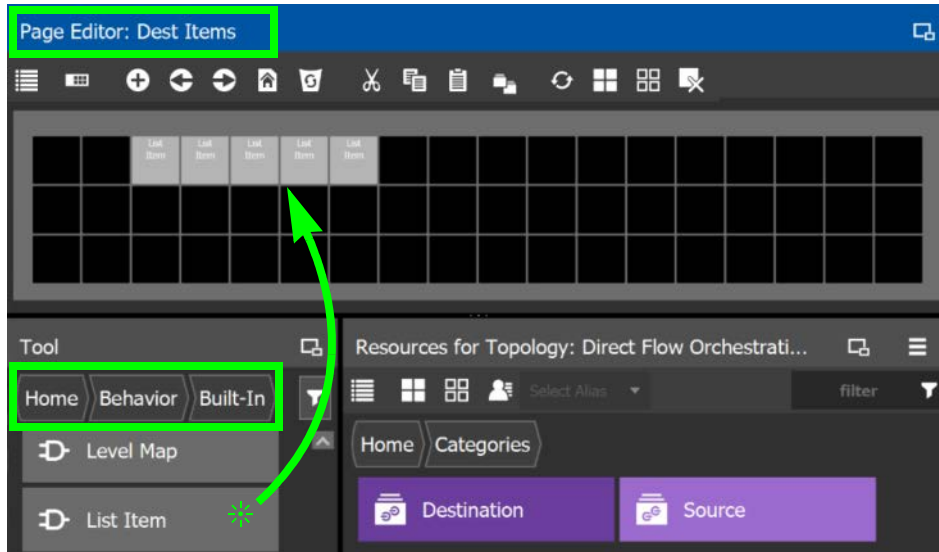 Page Editor: Dest Items
List Item
List Item
List Item
List Item
List Item
Tool
Resources for Topology: Direct Flow Orchestrati...
Select Alias
filter
Home Behavior Built-In
Level Map
Home Categories
List Item
Destination
Source